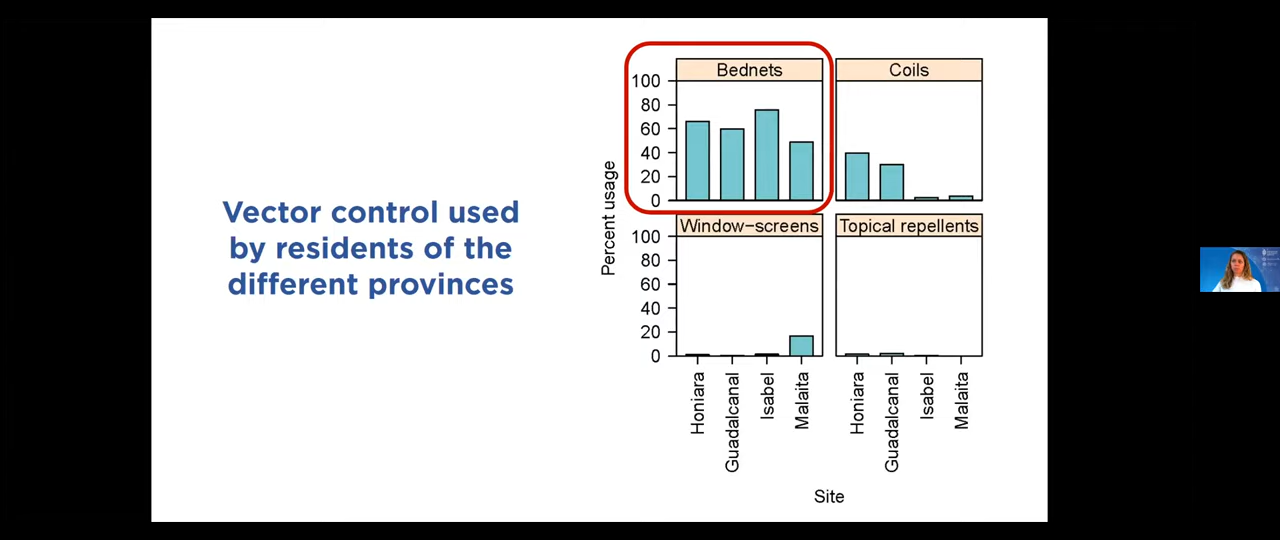 Vector control used
by residents of the
different provinces
Percent usage
Bednets
100
80
60
40
20
0
Coils
Window-screens
100
80
60
40
20
0
Topical repellents
Honiara
Guadalcanal
Isabel
Malaita
Honiara
Guadalcanal
Isabel
Malaita
Site